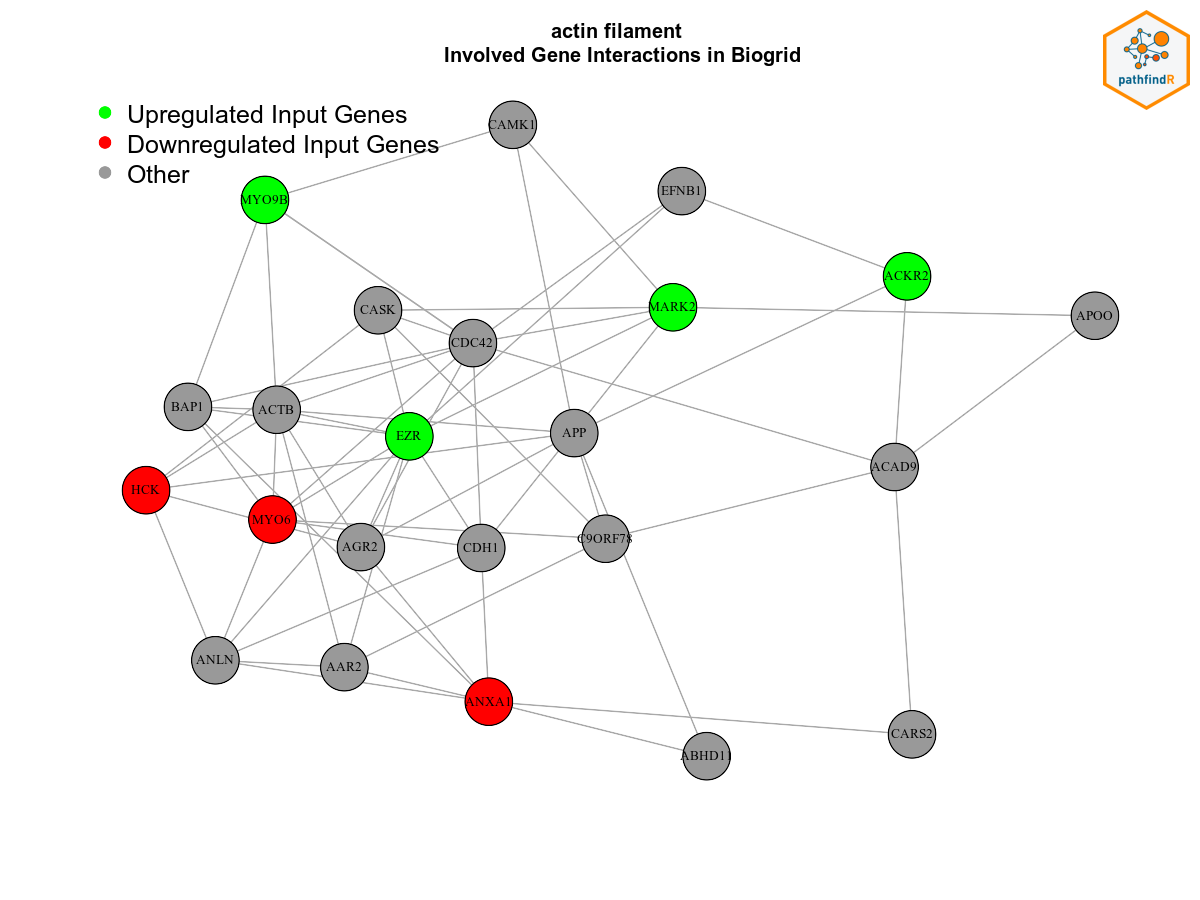 actin filament
Involved Gene Interactions in Biogrid
pathfindR
Upregulated Input Genes
Downregulated Input Genes
Other
CAMK1
EFNB1
MYO9B
ACKR2
CASK
MARK2
APOO
CDC42
BAP1
ACTB
EZR
APP
ACAD9
HCK
MYO6
AGR2
CDH1
C9ORF78
ANLN
AAR2
ANXA1
CARS2
ABHD11